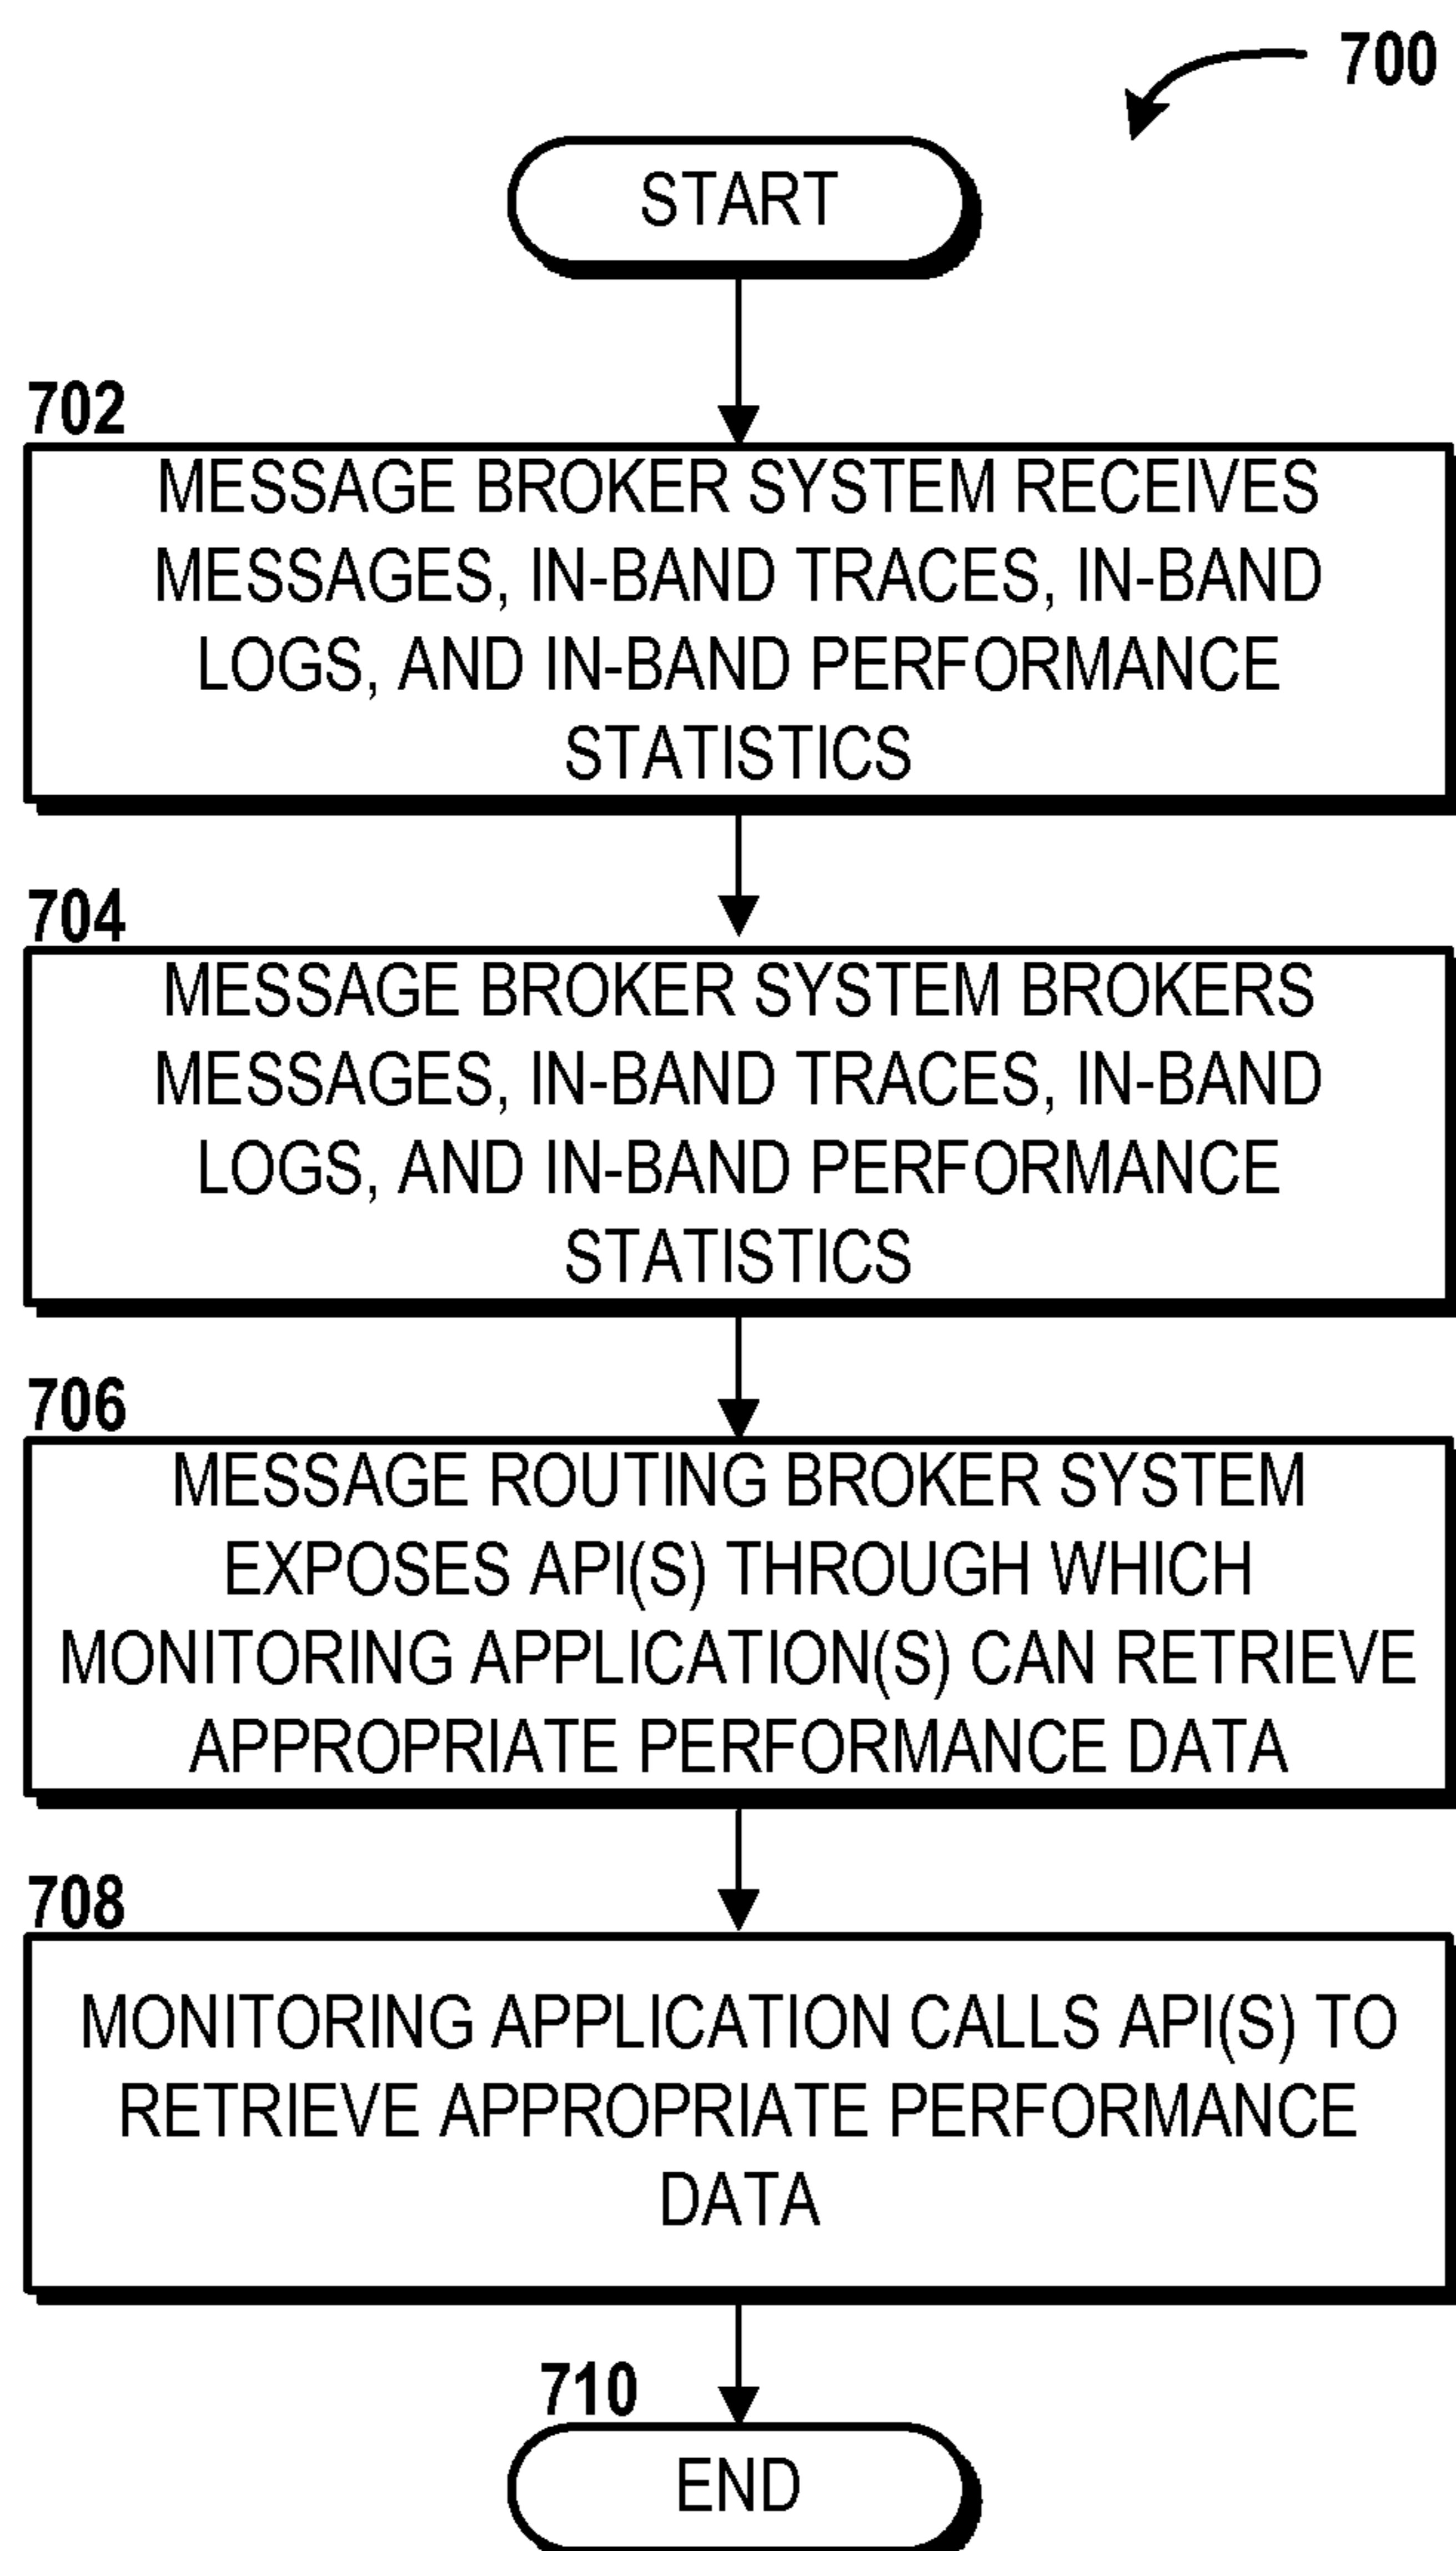 700
START
702
MESSAGE BROKER SYSTEM RECEIVES
MESSAGES, IN-BAND TRACES, IN-BAND
LOGS, AND IN-BAND PERFORMANCE
STATISTICS
704
MESSAGE BROKER SYSTEM BROKERS
MESSAGES, IN-BAND TRACES, IN-BAND
LOGS, AND IN-BAND PERFORMANCE
STATISTICS
706
MESSAGE ROUTING BROKER SYSTEM
EXPOSES API(S) THROUGH WHICH
MONITORING APPLICATION(S) CAN RETRIEVE
APPROPRIATE PERFORMANCE DATA
708
MONITORING APPLICATION CALLS API(S) TO
RETRIEVE APPROPRIATE PERFORMANCE
DATA
710
END